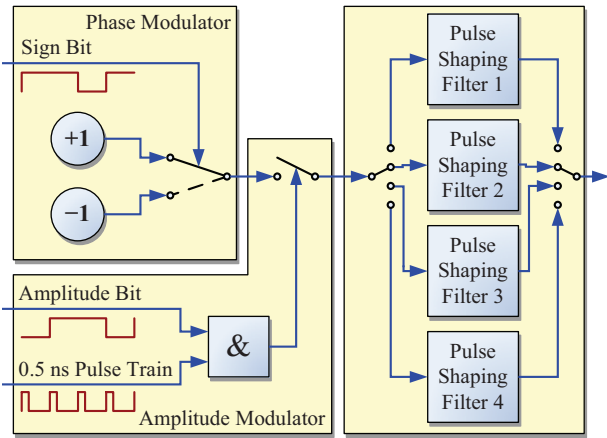 Phase Modulator
Sign Bit
+1
−1
Amplitude Bit
0.5 ns Pulse Train
&
Amplitude Modulator
Pulse
Shaping
Filter 1
Pulse
Shaping
Filter 2
Pulse
Shaping
Filter 3
Pulse
Shaping
Filter 4